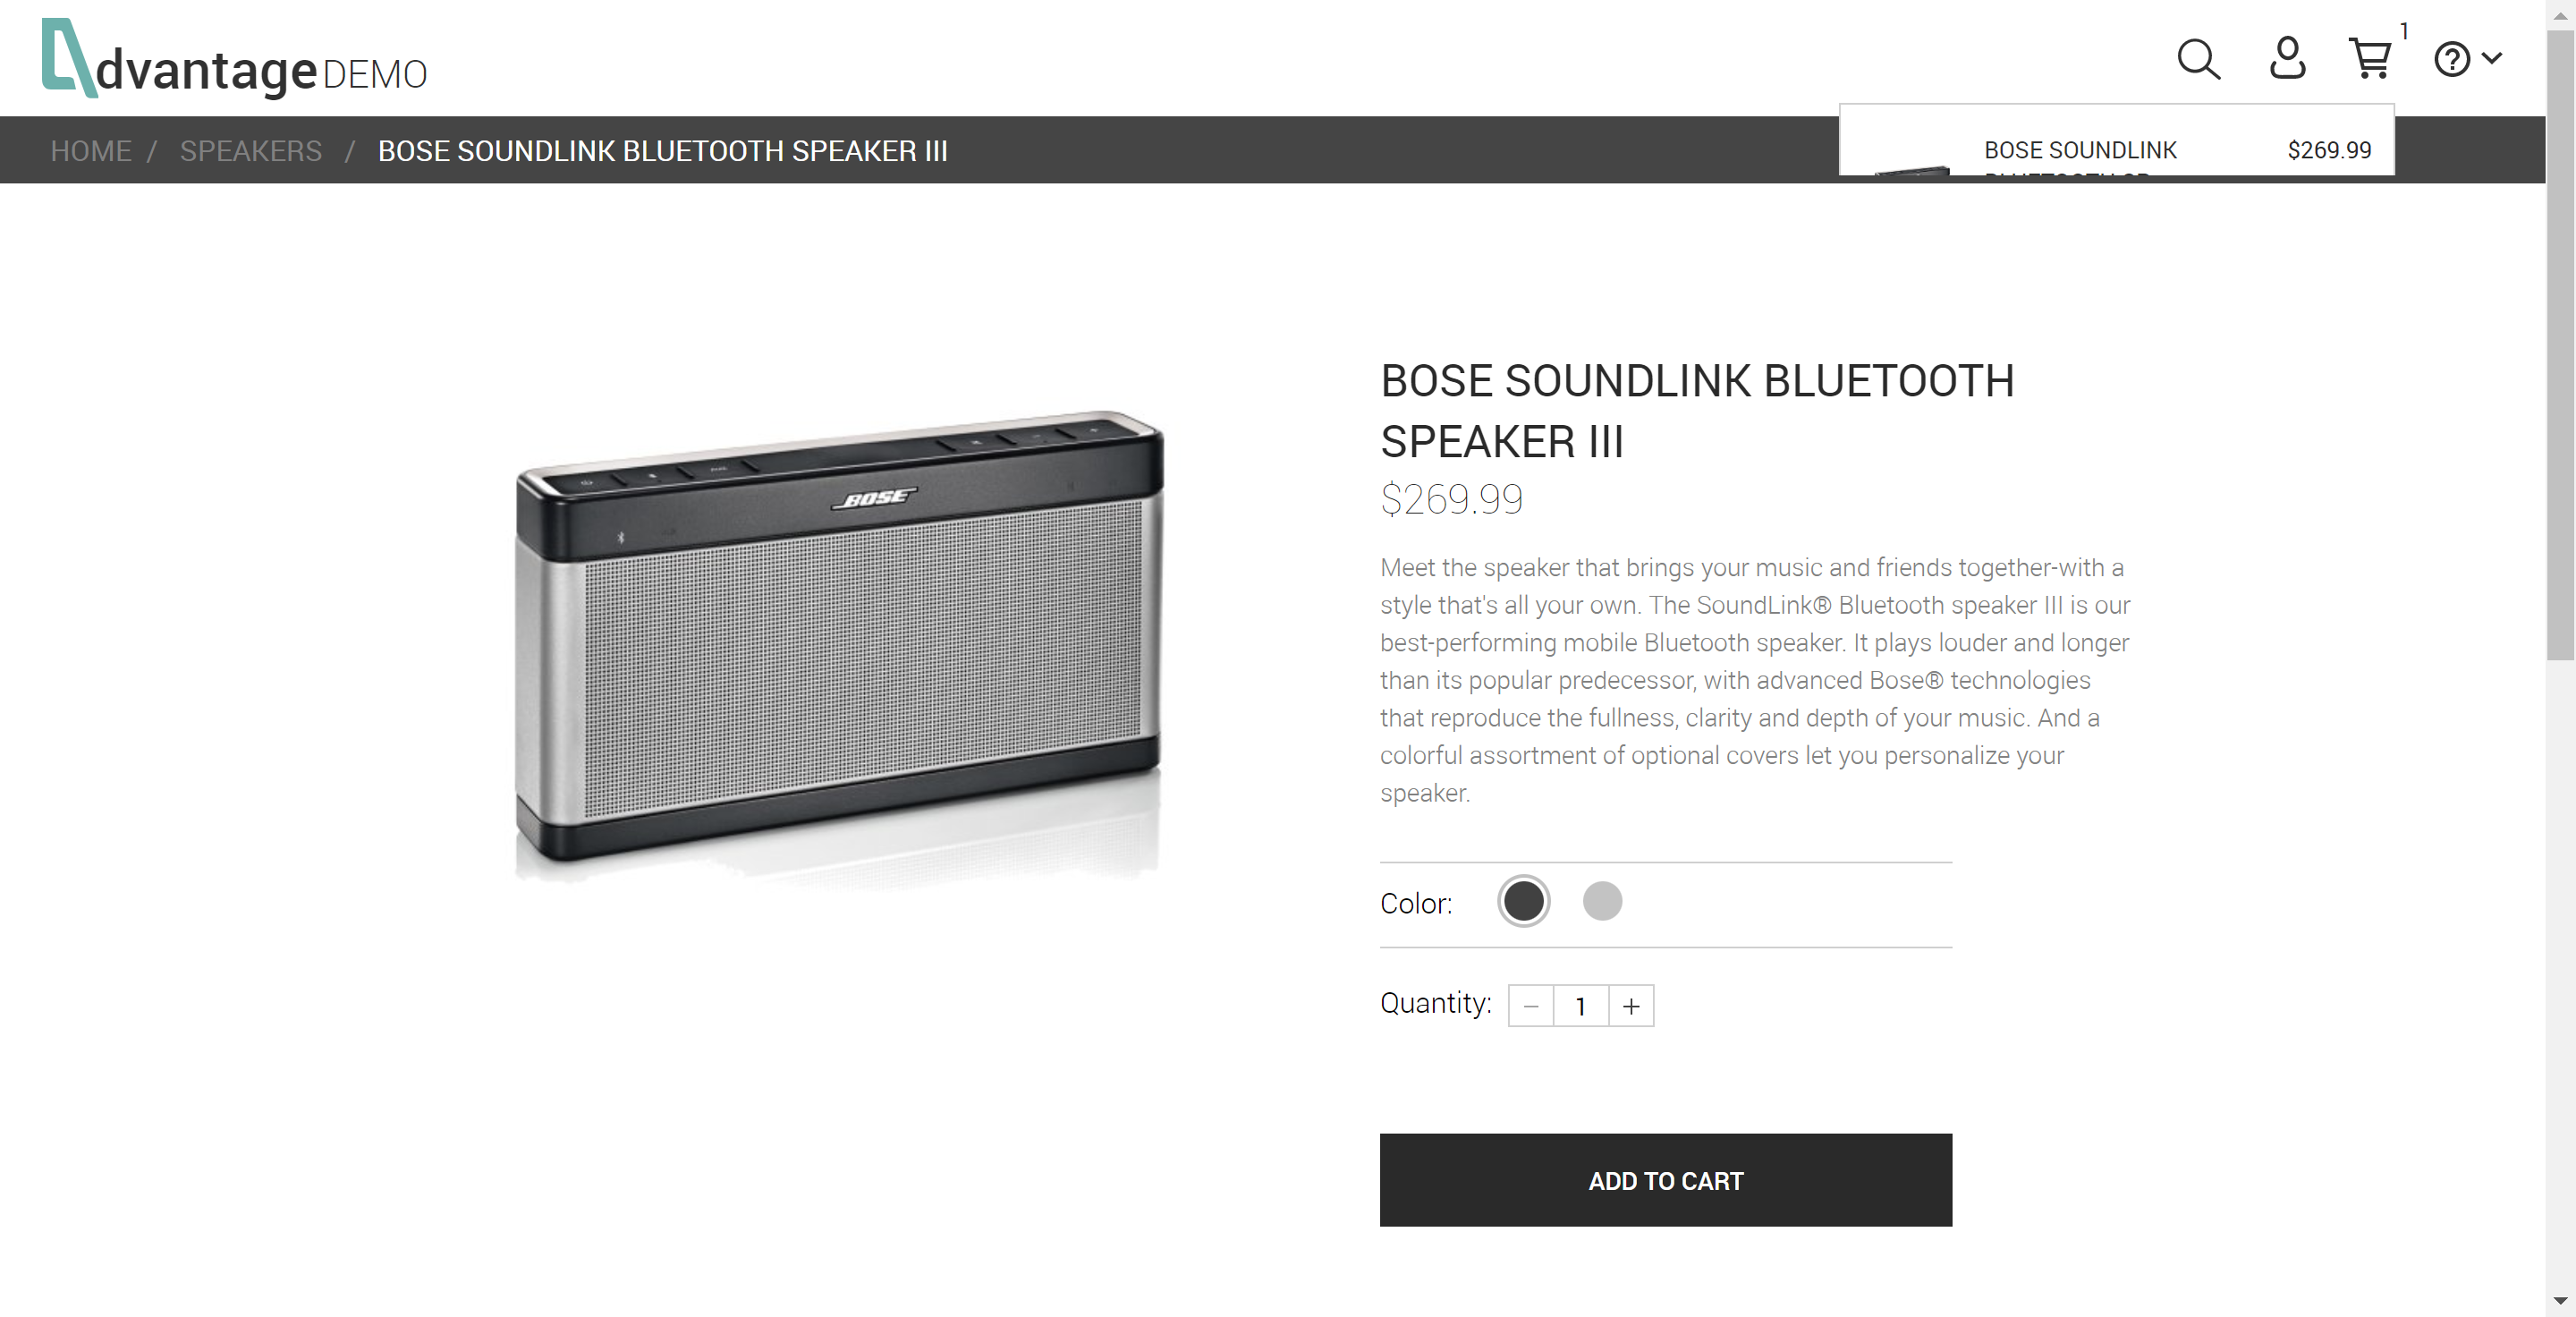 dvantage DEMO
1
HOME / SPEAKERS / BOSE SOUNDLINK BLUETOOTH SPEAKER III
BOSE SOUNDLINK $269.99
BOSE
BOSE SOUNDLINK BLUETOOTH
SPEAKER III
$269.99
Meet the speaker that brings your music and friends together-with a
style that's all your own. The SoundLink® Bluetooth speaker III is our
best-performing mobile Bluetooth speaker. It plays louder and longer
than its popular predecessor, with advanced Bose® technologies
that reproduce the fullness, clarity and depth of your music. And a
colorful assortment of optional covers let you personalize your
speaker.
Color:
Quantity: − 1 +
ADD TO CART